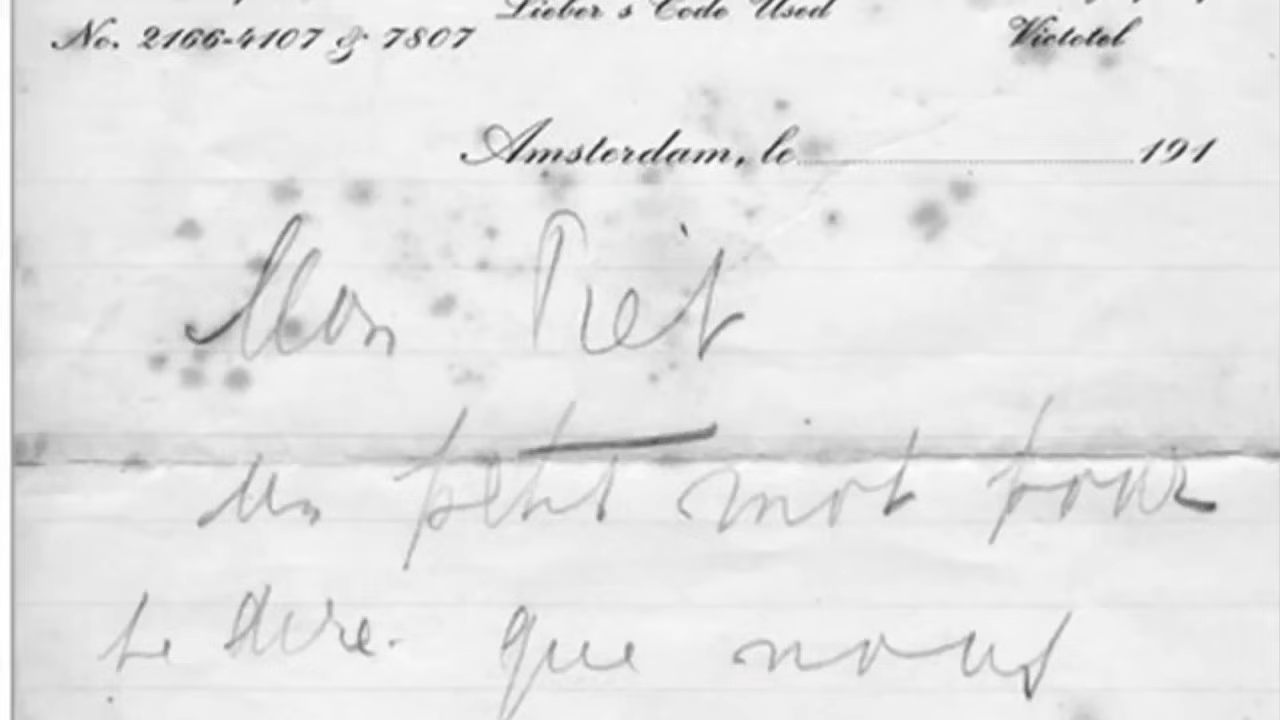 Lieber's Code Used
No. 2166-4107 & 7807
Victotel
Amsterdam, le 191
Mon Piet
un petit mot pour
te dire que nous